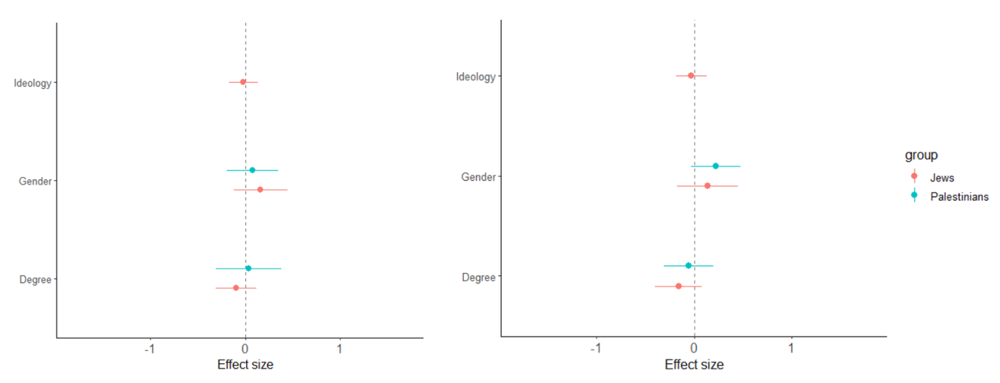 Ideology
Gender
Degree
-1 0 1
Effect size
Ideology
Gender
Degree
-1 0 1
Effect size
group
Jews
Palestinians